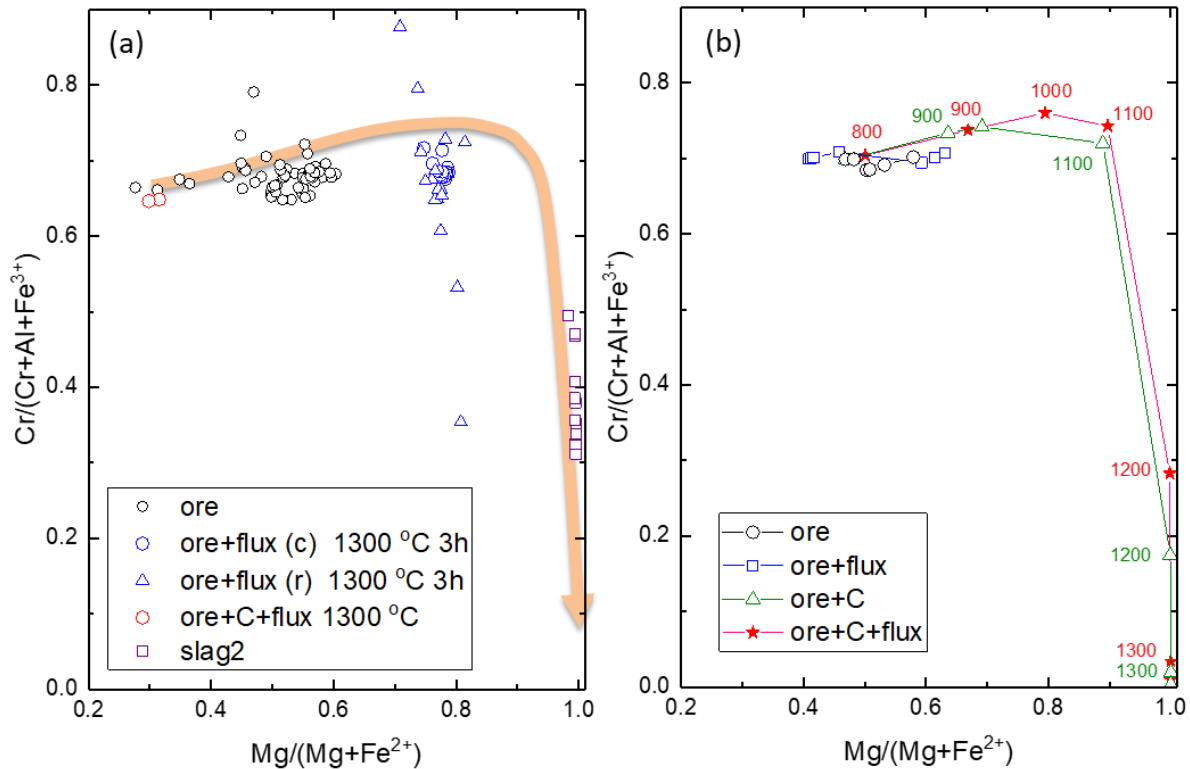 (a)
Cr/(Cr+Al+Fe³⁺)
0.8
0.6
0.4
0.2
0.0
0.2 0.4 0.6 0.8 1.0
Mg/(Mg+Fe²⁺)
ore
ore+flux (c) 1300 °C 3h
ore+flux (r) 1300 °C 3h
ore+C+flux 1300 °C
slag2
(b)
Cr/(Cr+Al+Fe³⁺)
0.8
0.6
0.4
0.2
0.0
0.2 0.4 0.6 0.8 1.0
Mg/(Mg+Fe²⁺)
800
900
900
1000
1100
1100
1200
1200
1300
1300
ore
ore+flux
ore+C
ore+C+flux